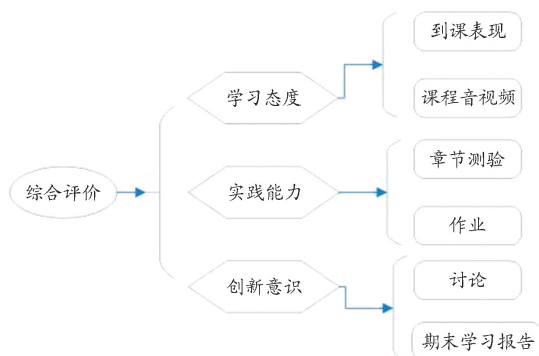 综合评价
学习态度
到课表现
课程音视频
实践能力
章节测验
作业
创新意识
讨论
期末学习报告